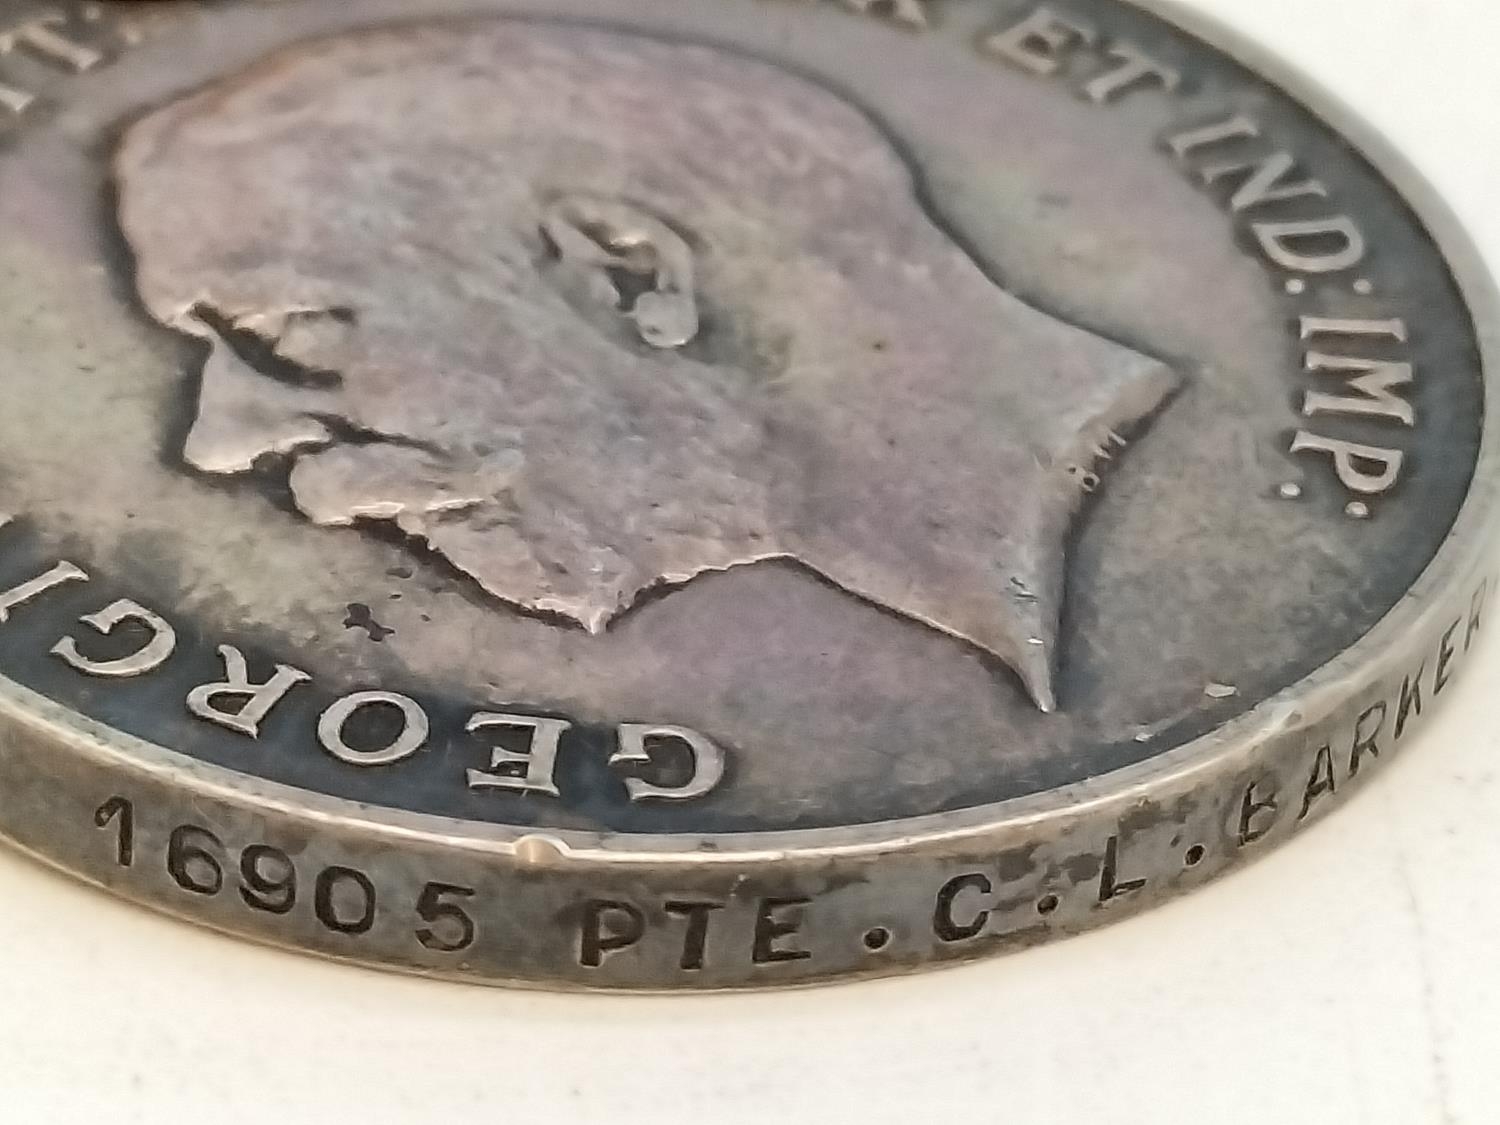 GEORGI
ET IND: IMP.
16905 PTE. C. L. BARKER